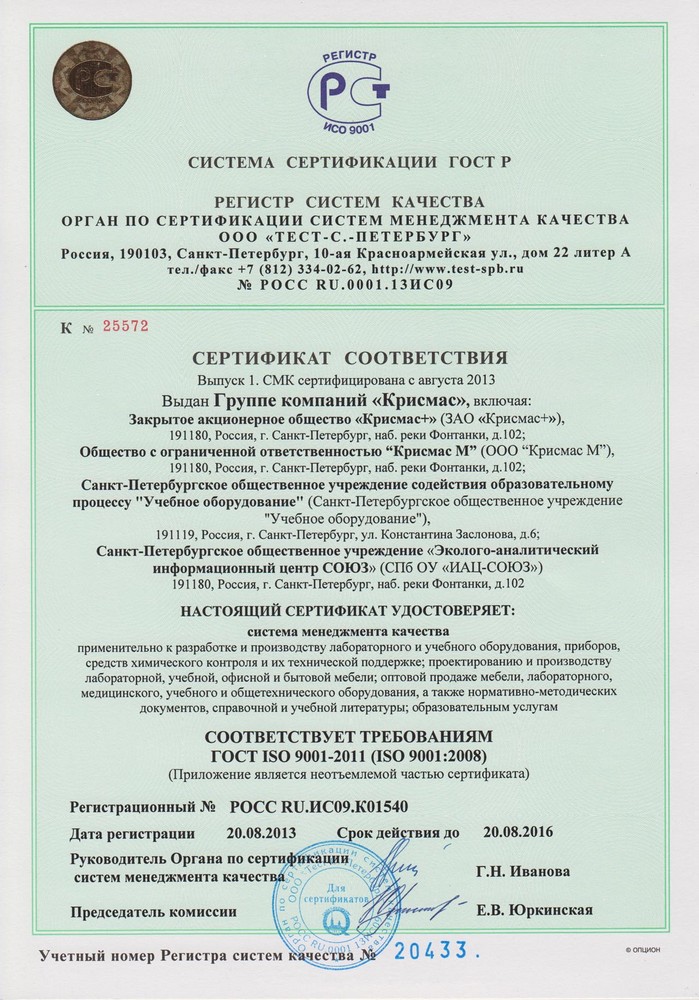 РЕГИСТР
РСТ
ИСО 9001
СИСТЕМА СЕРТИФИКАЦИИ ГОСТ Р
РЕГИСТР СИСТЕМ КАЧЕСТВА
ОРГАН ПО СЕРТИФИКАЦИИ СИСТЕМ МЕНЕДЖМЕНТА КАЧЕСТВА
ООО «ТЕСТ-С.-ПЕТЕРБУРГ»
Россия, 190103, Санкт-Петербург, 10-ая Красноармейская ул., дом 22 литер А
тел./факс +7 (812) 334-02-62, http://www.test-spb.ru
№ РОСС RU.0001.13ИС09
К № 25572
СЕРТИФИКАТ СООТВЕТСТВИЯ
Выпуск 1. СМК сертифицирована с августа 2013
Выдан Группе компаний «Крисмас», включая:
Закрытое акционерное общество «Крисмас+» (ЗАО «Крисмас+»),
191180, Россия, г. Санкт-Петербург, наб. реки Фонтанки, д.102;
Общество с ограниченной ответственностью “Крисмас М” (ООО “Крисмас М”),
191180, Россия, г. Санкт-Петербург, наб. реки Фонтанки, д.102;
Санкт-Петербургское общественное учреждение содействия образовательному
процессу "Учебное оборудование" (Санкт-Петербургское общественное учреждение
"Учебное оборудование"),
191119, Россия, г. Санкт-Петербург, ул. Константина Заслонова, д.6;
Санкт-Петербургское общественное учреждение «Эколого-аналитический
информационный центр СОЮЗ» (СПб ОУ «ИАЦ-СОЮЗ»)
191180, Россия, г. Санкт-Петербург, наб. реки Фонтанки, д.102
НАСТОЯЩИЙ СЕРТИФИКАТ УДОСТОВЕРЯЕТ:
система менеджмента качества
применительно к разработке и производству лабораторного и учебного оборудования, приборов,
средств химического контроля и их технической поддержке; проектированию и производству
лабораторной, учебной, офисной и бытовой мебели; оптовой продаже мебели, лабораторного,
медицинского, учебного и общетехнического оборудования, а также нормативно-методических
документов, справочной и учебной литературы; образовательным услугам
СООТВЕТСТВУЕТ ТРЕБОВАНИЯМ
ГОСТ ISO 9001-2011 (ISO 9001:2008)
(Приложение является неотъемлемой частью сертификата)
Регистрационный № РОСС RU.ИС09.К01540
Дата регистрации 20.08.2013 Срок действия до 20.08.2016
Руководитель Органа по сертификации
систем менеджмента качества Г.Н. Иванова
Для
сертификатов
Председатель комиссии Е.В. Юркинская
Учетный номер Регистра систем качества № 20433.
© ОПЦИОН